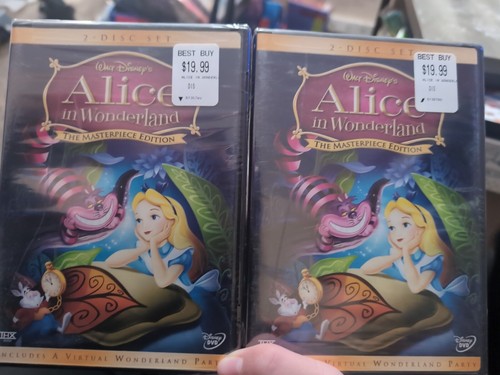 2-DISC SET
BEST BUY
$19.99
Walt Disney's
Alice
in Wonderland
THE MASTERPIECE EDITION
THX
Disney
DVD
INCLUDES A VIRTUAL WONDERLAND PARTY
2-DISC SET
BEST BUY
$19.99
Walt Disney's
Alice
in Wonderland
THE MASTERPIECE EDITION
Disney
DVD
VIRTUAL WONDERLAND PARTY